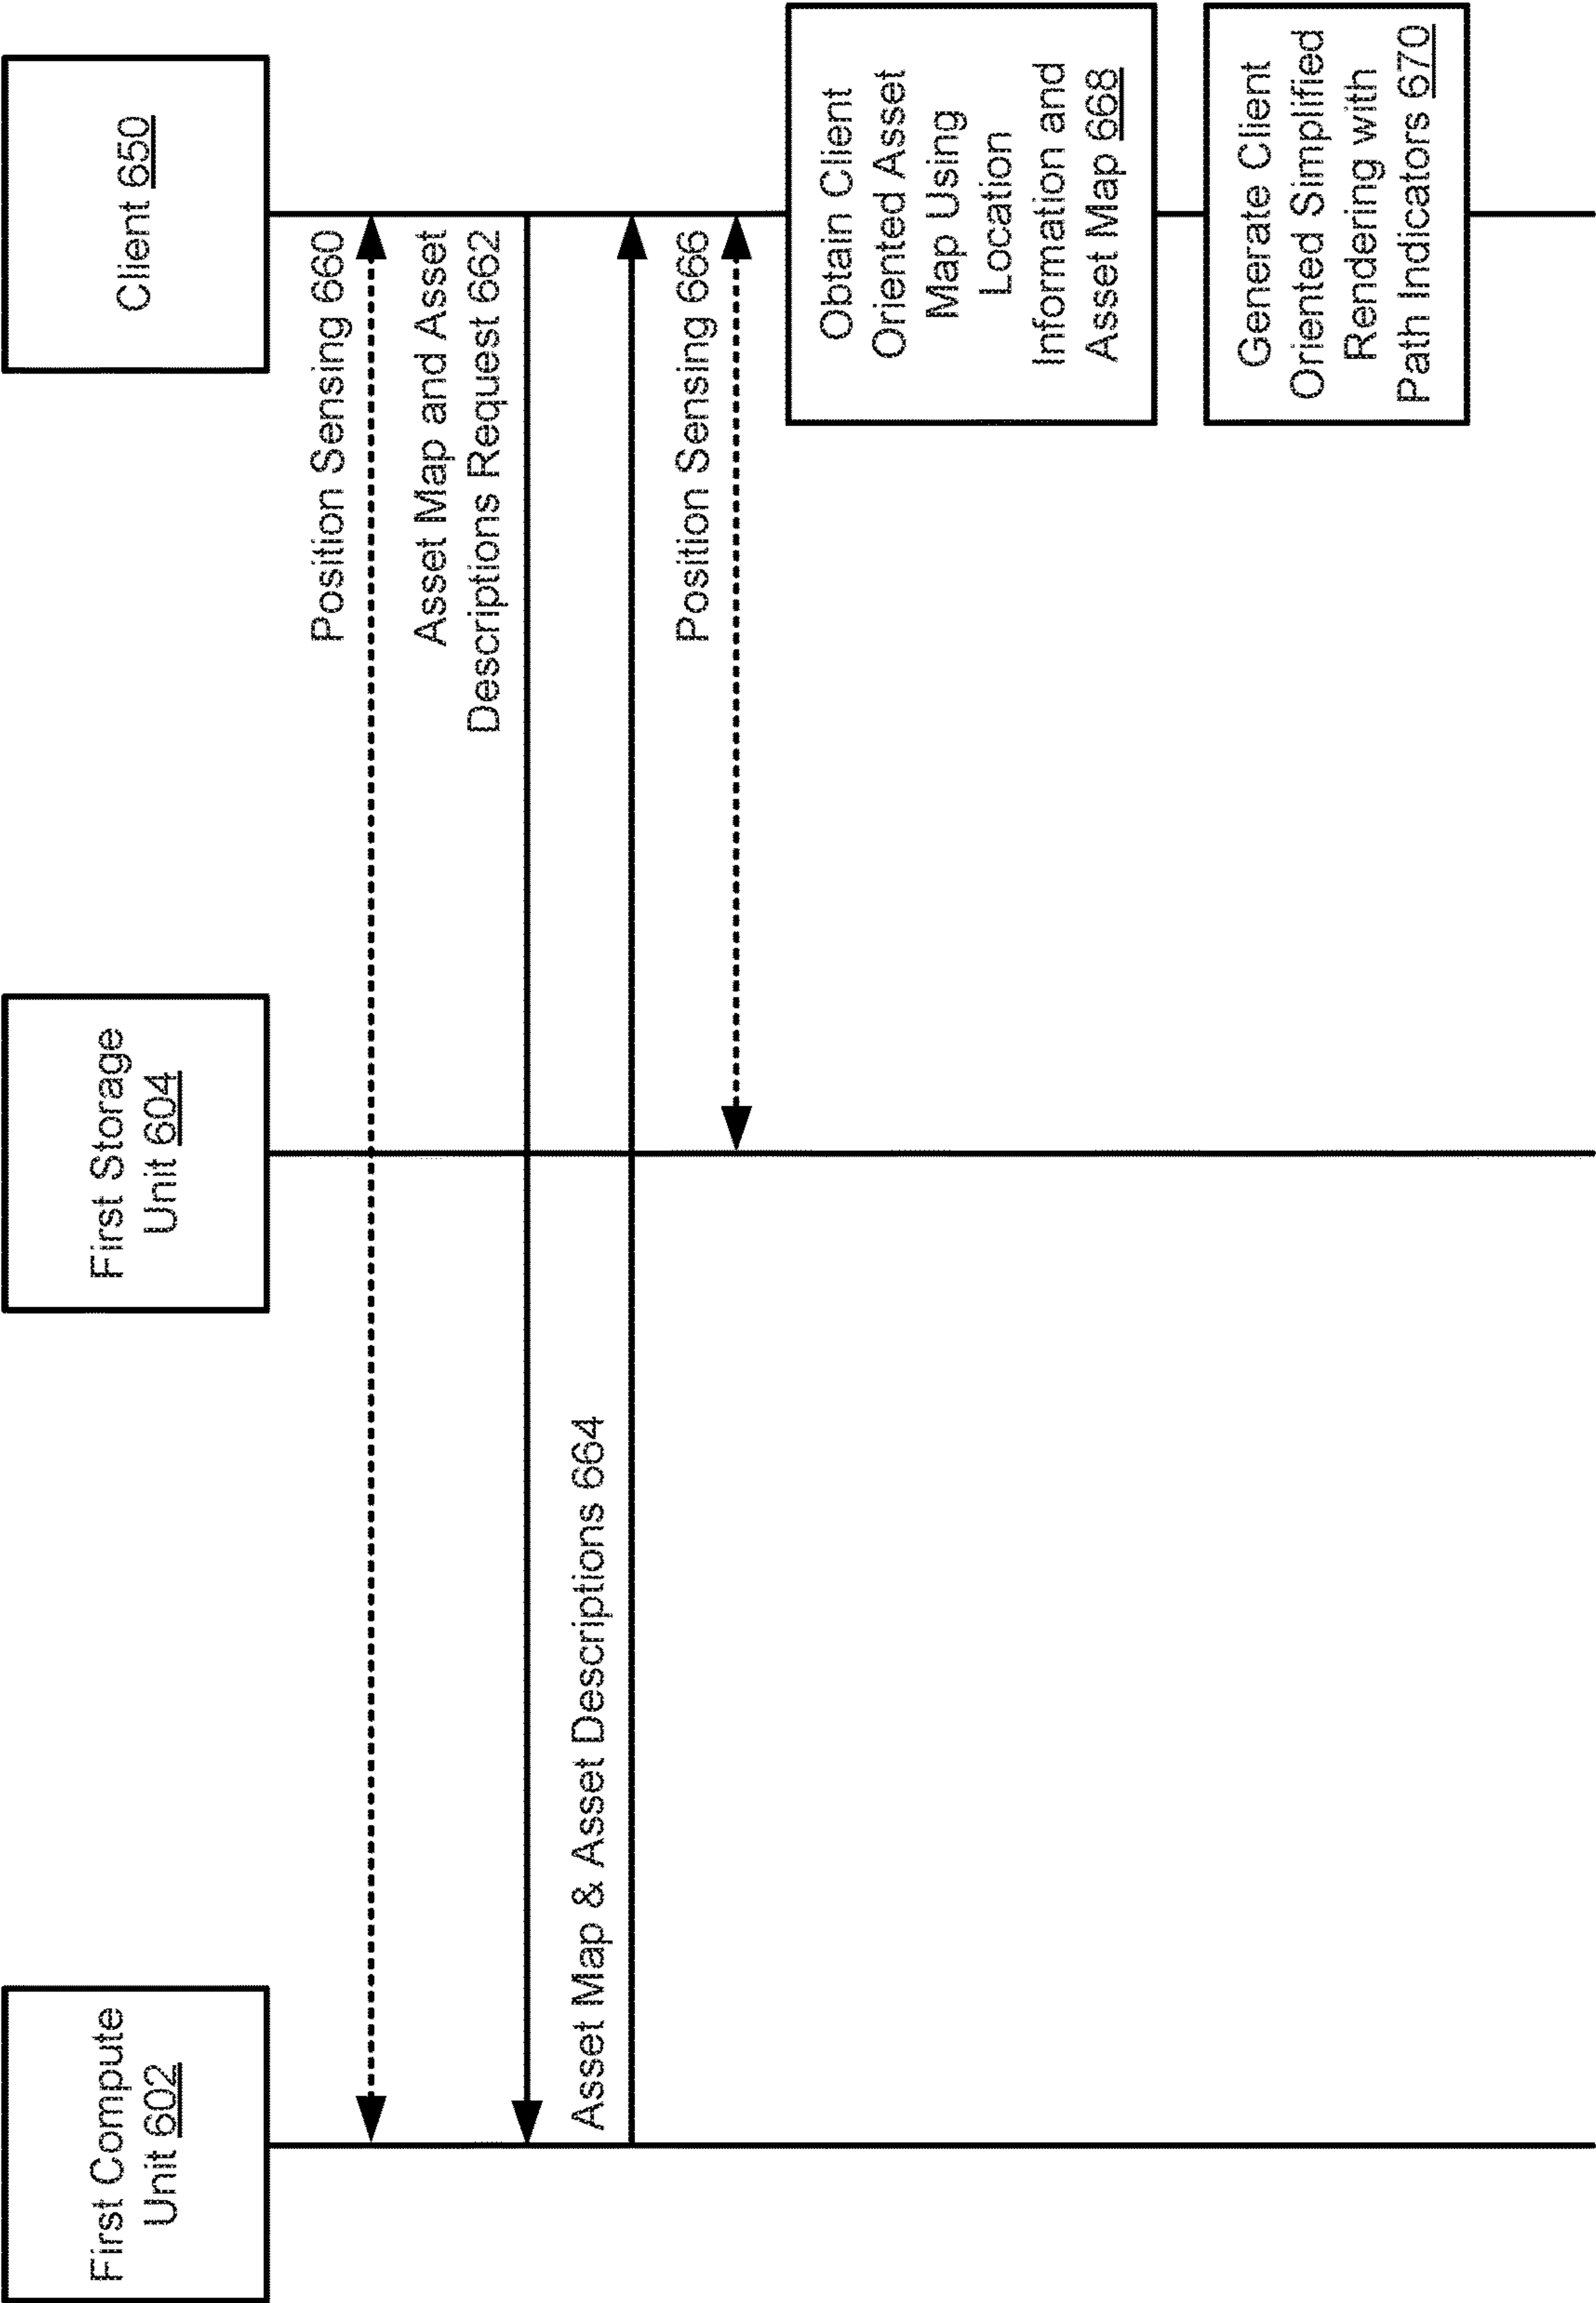 First Compute
Unit 602
First Storage
Unit 604
Client 650
Position Sensing 660
Asset Map and Asset
Descriptions Request 662
Asset Map & Asset Descriptions 664
Position Sensing 666
Obtain Client
Oriented Asset
Map Using
Location
Information and
Asset Map 668
Generate Client
Oriented Simplified
Rendering with
Path Indicators 670